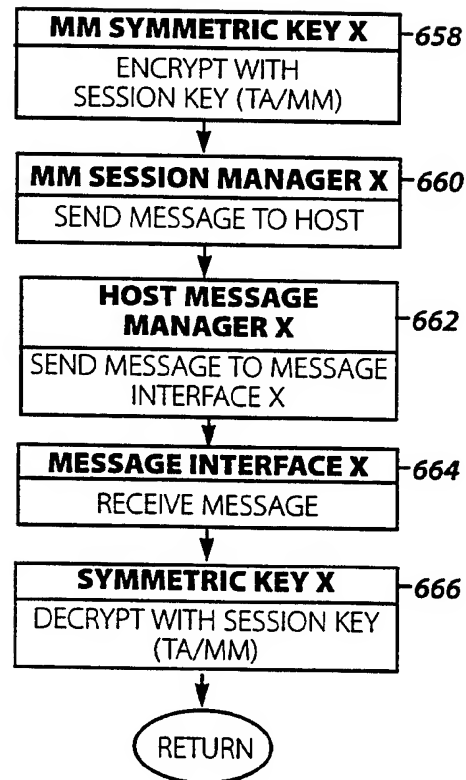 MM SYMMETRIC KEY X
658
ENCRYPT WITH
SESSION KEY (TA/MM)
MM SESSION MANAGER X
660
SEND MESSAGE TO HOST
HOST MESSAGE
MANAGER X
662
SEND MESSAGE TO MESSAGE
INTERFACE X
MESSAGE INTERFACE X
664
RECEIVE MESSAGE
SYMMETRIC KEY X
666
DECRYPT WITH SESSION KEY
(TA/MM)
RETURN